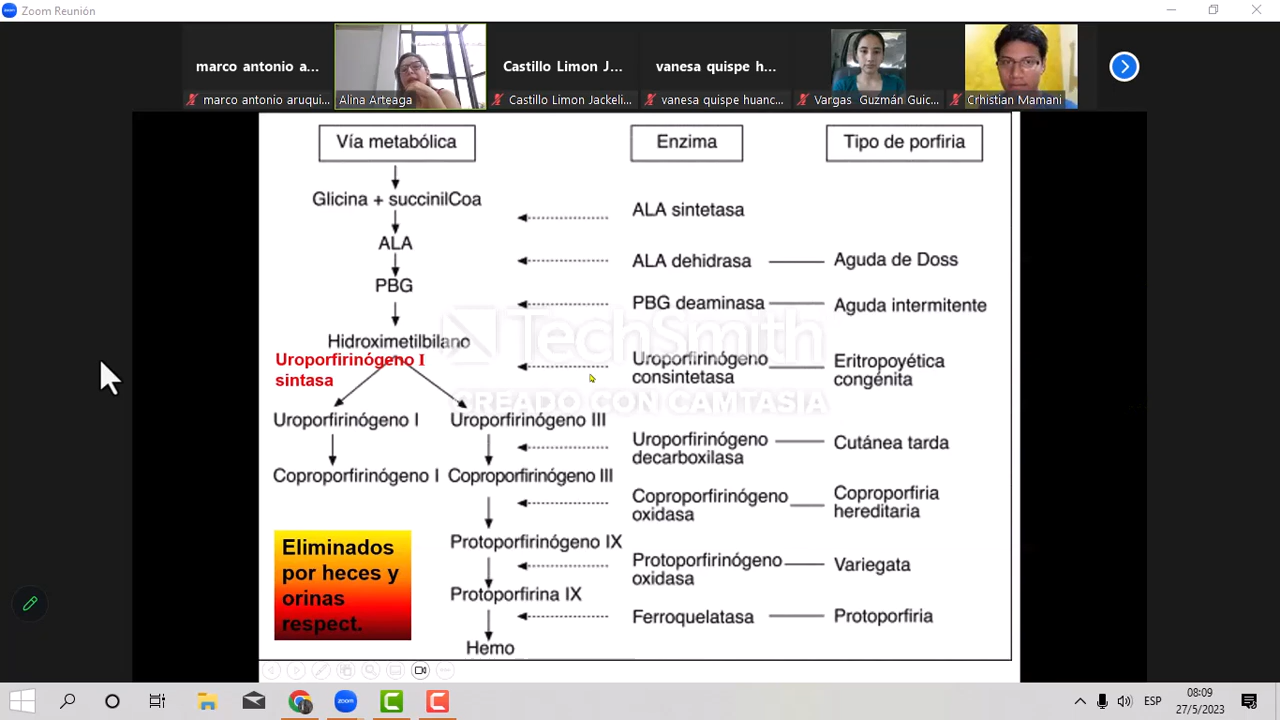 Zoom Reunión
marco antonio a...
Castillo Limon J...
vanesa quispe h...
marco antonio aruqui...
Alina Arteaga
Castillo Limon Jackeli...
vanesa quispe huanc...
Vargas Guzmán Guic...
Crhistian Mamani
Vía metabólica
Enzima
Tipo de porfiria
Glicina + succinilCoa
ALA sintetasa
ALA
ALA dehidrasa
Aguda de Doss
PBG
PBG deaminasa
Aguda intermitente
Hidroximetilbilano
Uroporfirinógeno I
sintasa
Uroporfirinógeno
consintetasa
Eritropoyética
congénita
Uroporfirinógeno I
Uroporfirinógeno III
Uroporfirinógeno
decarboxilasa
Cutánea tarda
Coproporfirinógeno I
Coproporfirinógeno III
Coproporfirinógeno
oxidasa
Coproporfiria
hereditaria
Protoporfirinógeno IX
Protoporfirinógeno
oxidasa
Variegata
Protoporfirina IX
Ferroquelatasa
Protoporfiria
Hemo
Eliminados
por heces y
orinas
respect.
TechSmith
CREADO CON CAMTASIA
zoom
ESP
08:09
27/5/2023